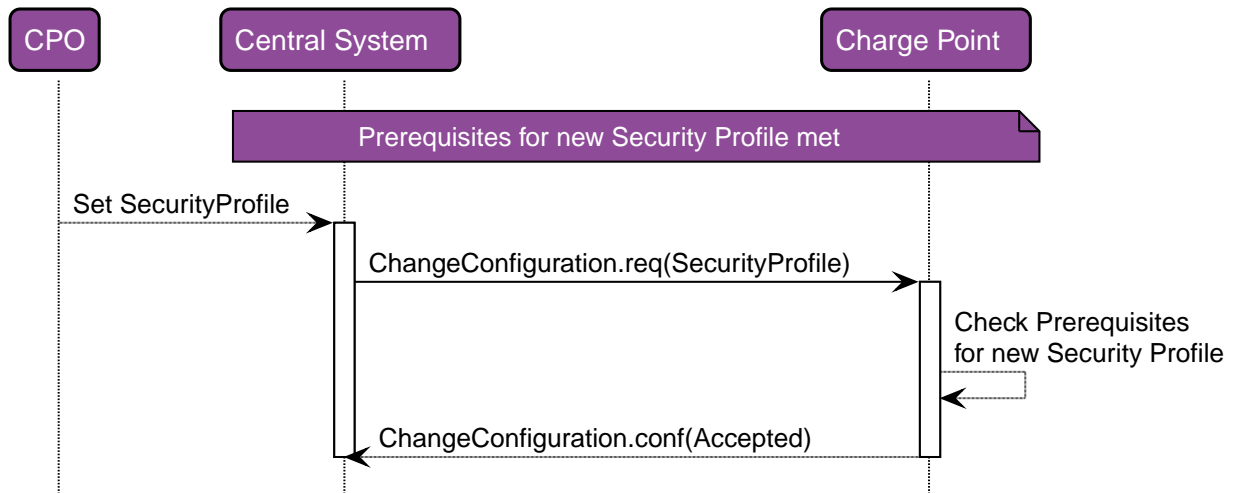 CPO
Central System
Charge Point
Prerequisites for new Security Profile met
Set SecurityProfile
ChangeConfiguration.req(SecurityProfile)
Check Prerequisites
for new Security Profile
ChangeConfiguration.conf(Accepted)